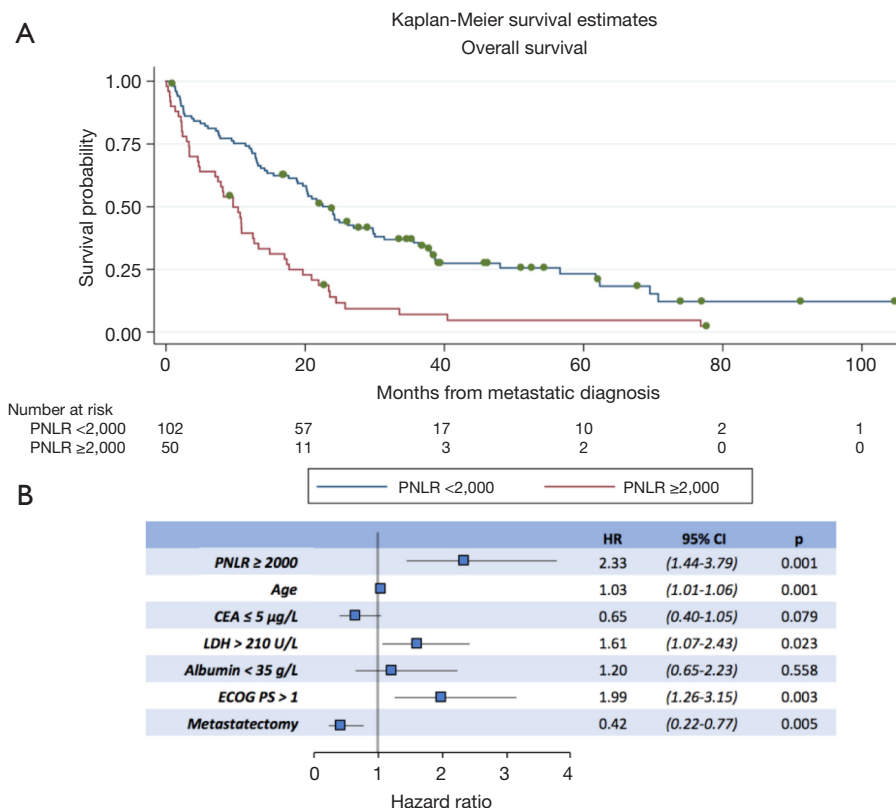 A
Kaplan-Meier survival estimates
Overall survival
Survival probability
1.00
0.75
0.50
0.25
0.00
0 20 40 60 80 100
Months from metastatic diagnosis
Number at risk
PNLR <2,000 102 57 17 10 2 1
PNLR ≥2,000 50 11 3 2 0 0
PNLR <2,000 PNLR ≥2,000
B
HR 95% CI p
PNLR ≥ 2000 2.33 (1.44-3.79) 0.001
Age 1.03 (1.01-1.06) 0.001
CEA ≤ 5 µg/L 0.65 (0.40-1.05) 0.079
LDH > 210 U/L 1.61 (1.07-2.43) 0.023
Albumin < 35 g/L 1.20 (0.65-2.23) 0.558
ECOG PS > 1 1.99 (1.26-3.15) 0.003
Metastatectomy 0.42 (0.22-0.77) 0.005
0 1 2 3 4
Hazard ratio